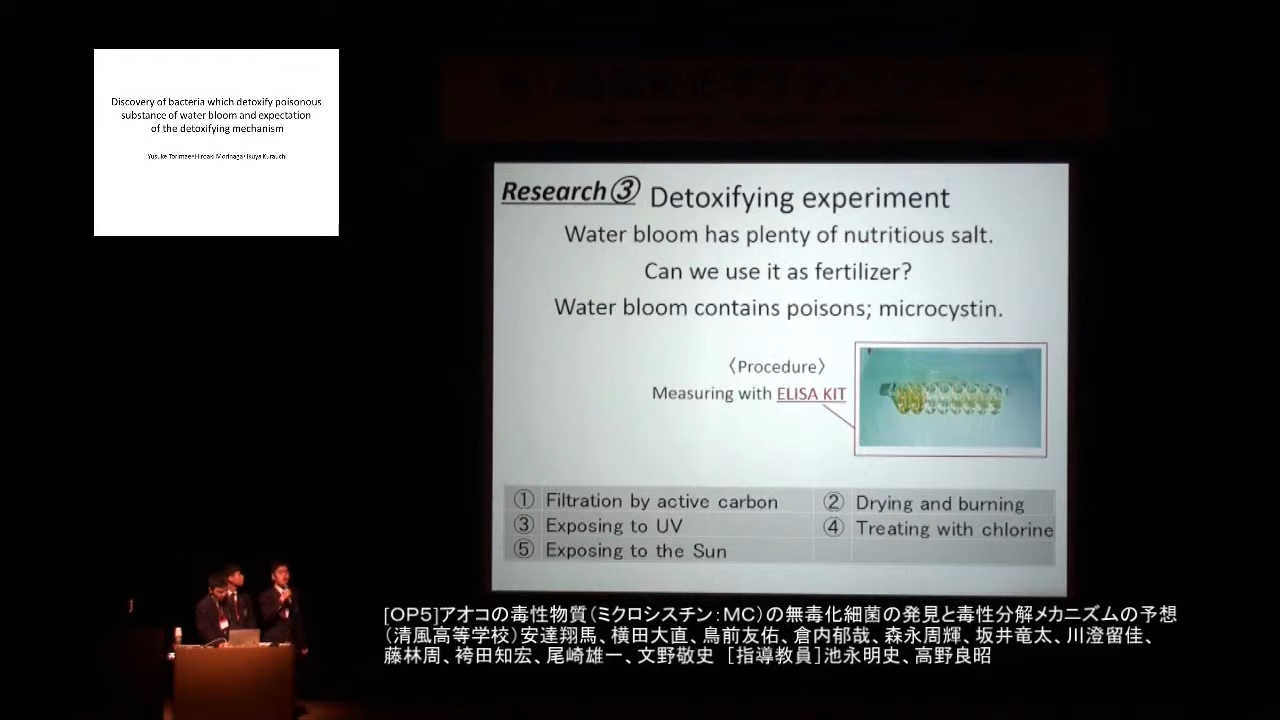 Discovery of bacteria which detoxify poisonous
substance of water bloom and expectation
of the detoxifying mechanism
Yusuke Torimae・Hiroaki Morinaga・Ikuya Kurauchi
Research③ Detoxifying experiment
Water bloom has plenty of nutritious salt.
Can we use it as fertilizer?
Water bloom contains poisons; microcystin.
〈Procedure〉
Measuring with ELISA KIT
① Filtration by active carbon ② Drying and burning
③ Exposing to UV ④ Treating with chlorine
⑤ Exposing to the Sun
[OP5]アオコの毒性物質(ミクロシスチン:MC)の無毒化細菌の発見と毒性分解メカニズムの予想
(清風高等学校)安達翔馬、横田大直、鳥前友佑、倉内郁哉、森永周輝、坂井竜太、川澄留佳、
藤林周、袴田知宏、尾崎雄一、文野敬史 [指導教員]池永明史、高野良昭